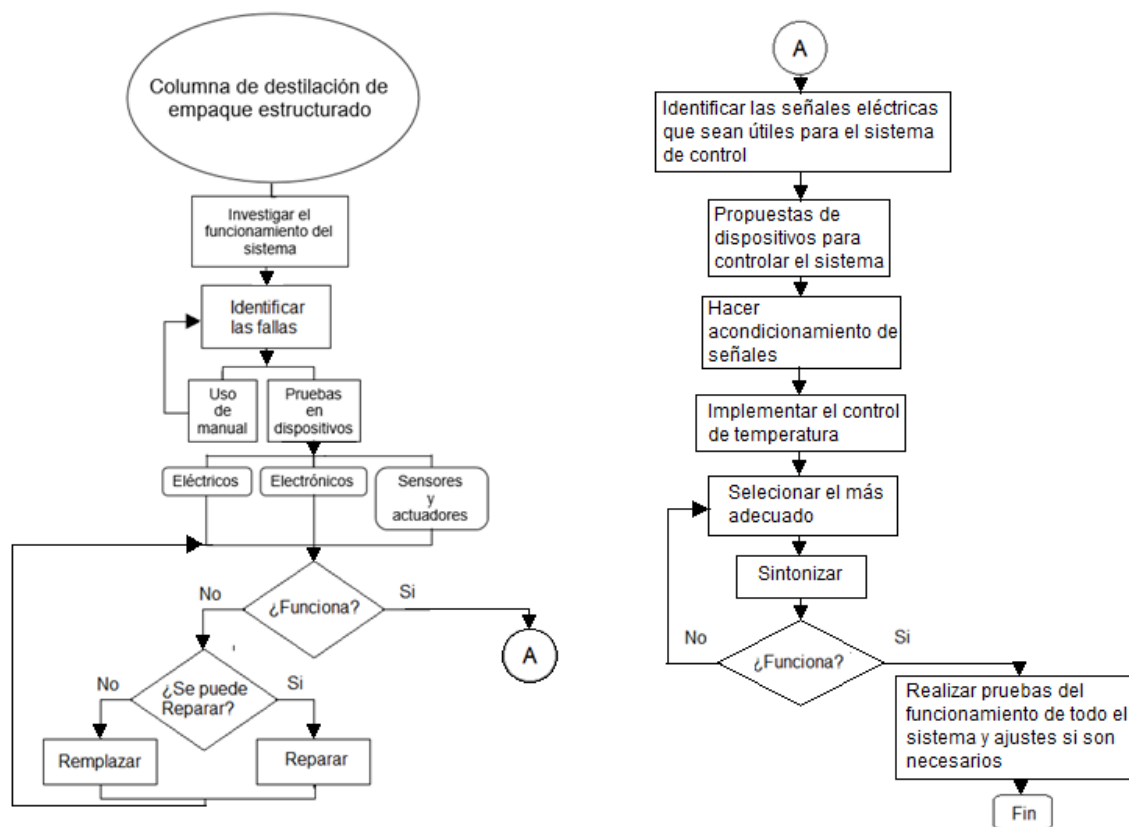 Columna de destilación de
empaque estructurado
Investigar el
funcionamiento del
sistema
Identificar
las fallas
Uso
de
manual
Pruebas
en
dispositivos
Eléctricos
Electrónicos
Sensores
y
actuadores
¿Funciona?
No
Si
A
¿Se puede
Reparar?
No
Si
Remplazar
Reparar
A
Identificar las señales eléctricas
que sean útiles para el sistema
de control
Propuestas de
dispositivos para
controlar el sistema
Hacer
acondicionamiento de
señales
Implementar el control
de temperatura
Selecionar el más
adecuado
Sintonizar
¿Funciona?
No
Si
Realizar pruebas del
funcionamiento de todo el
sistema y ajustes si son
necesarios
Fin